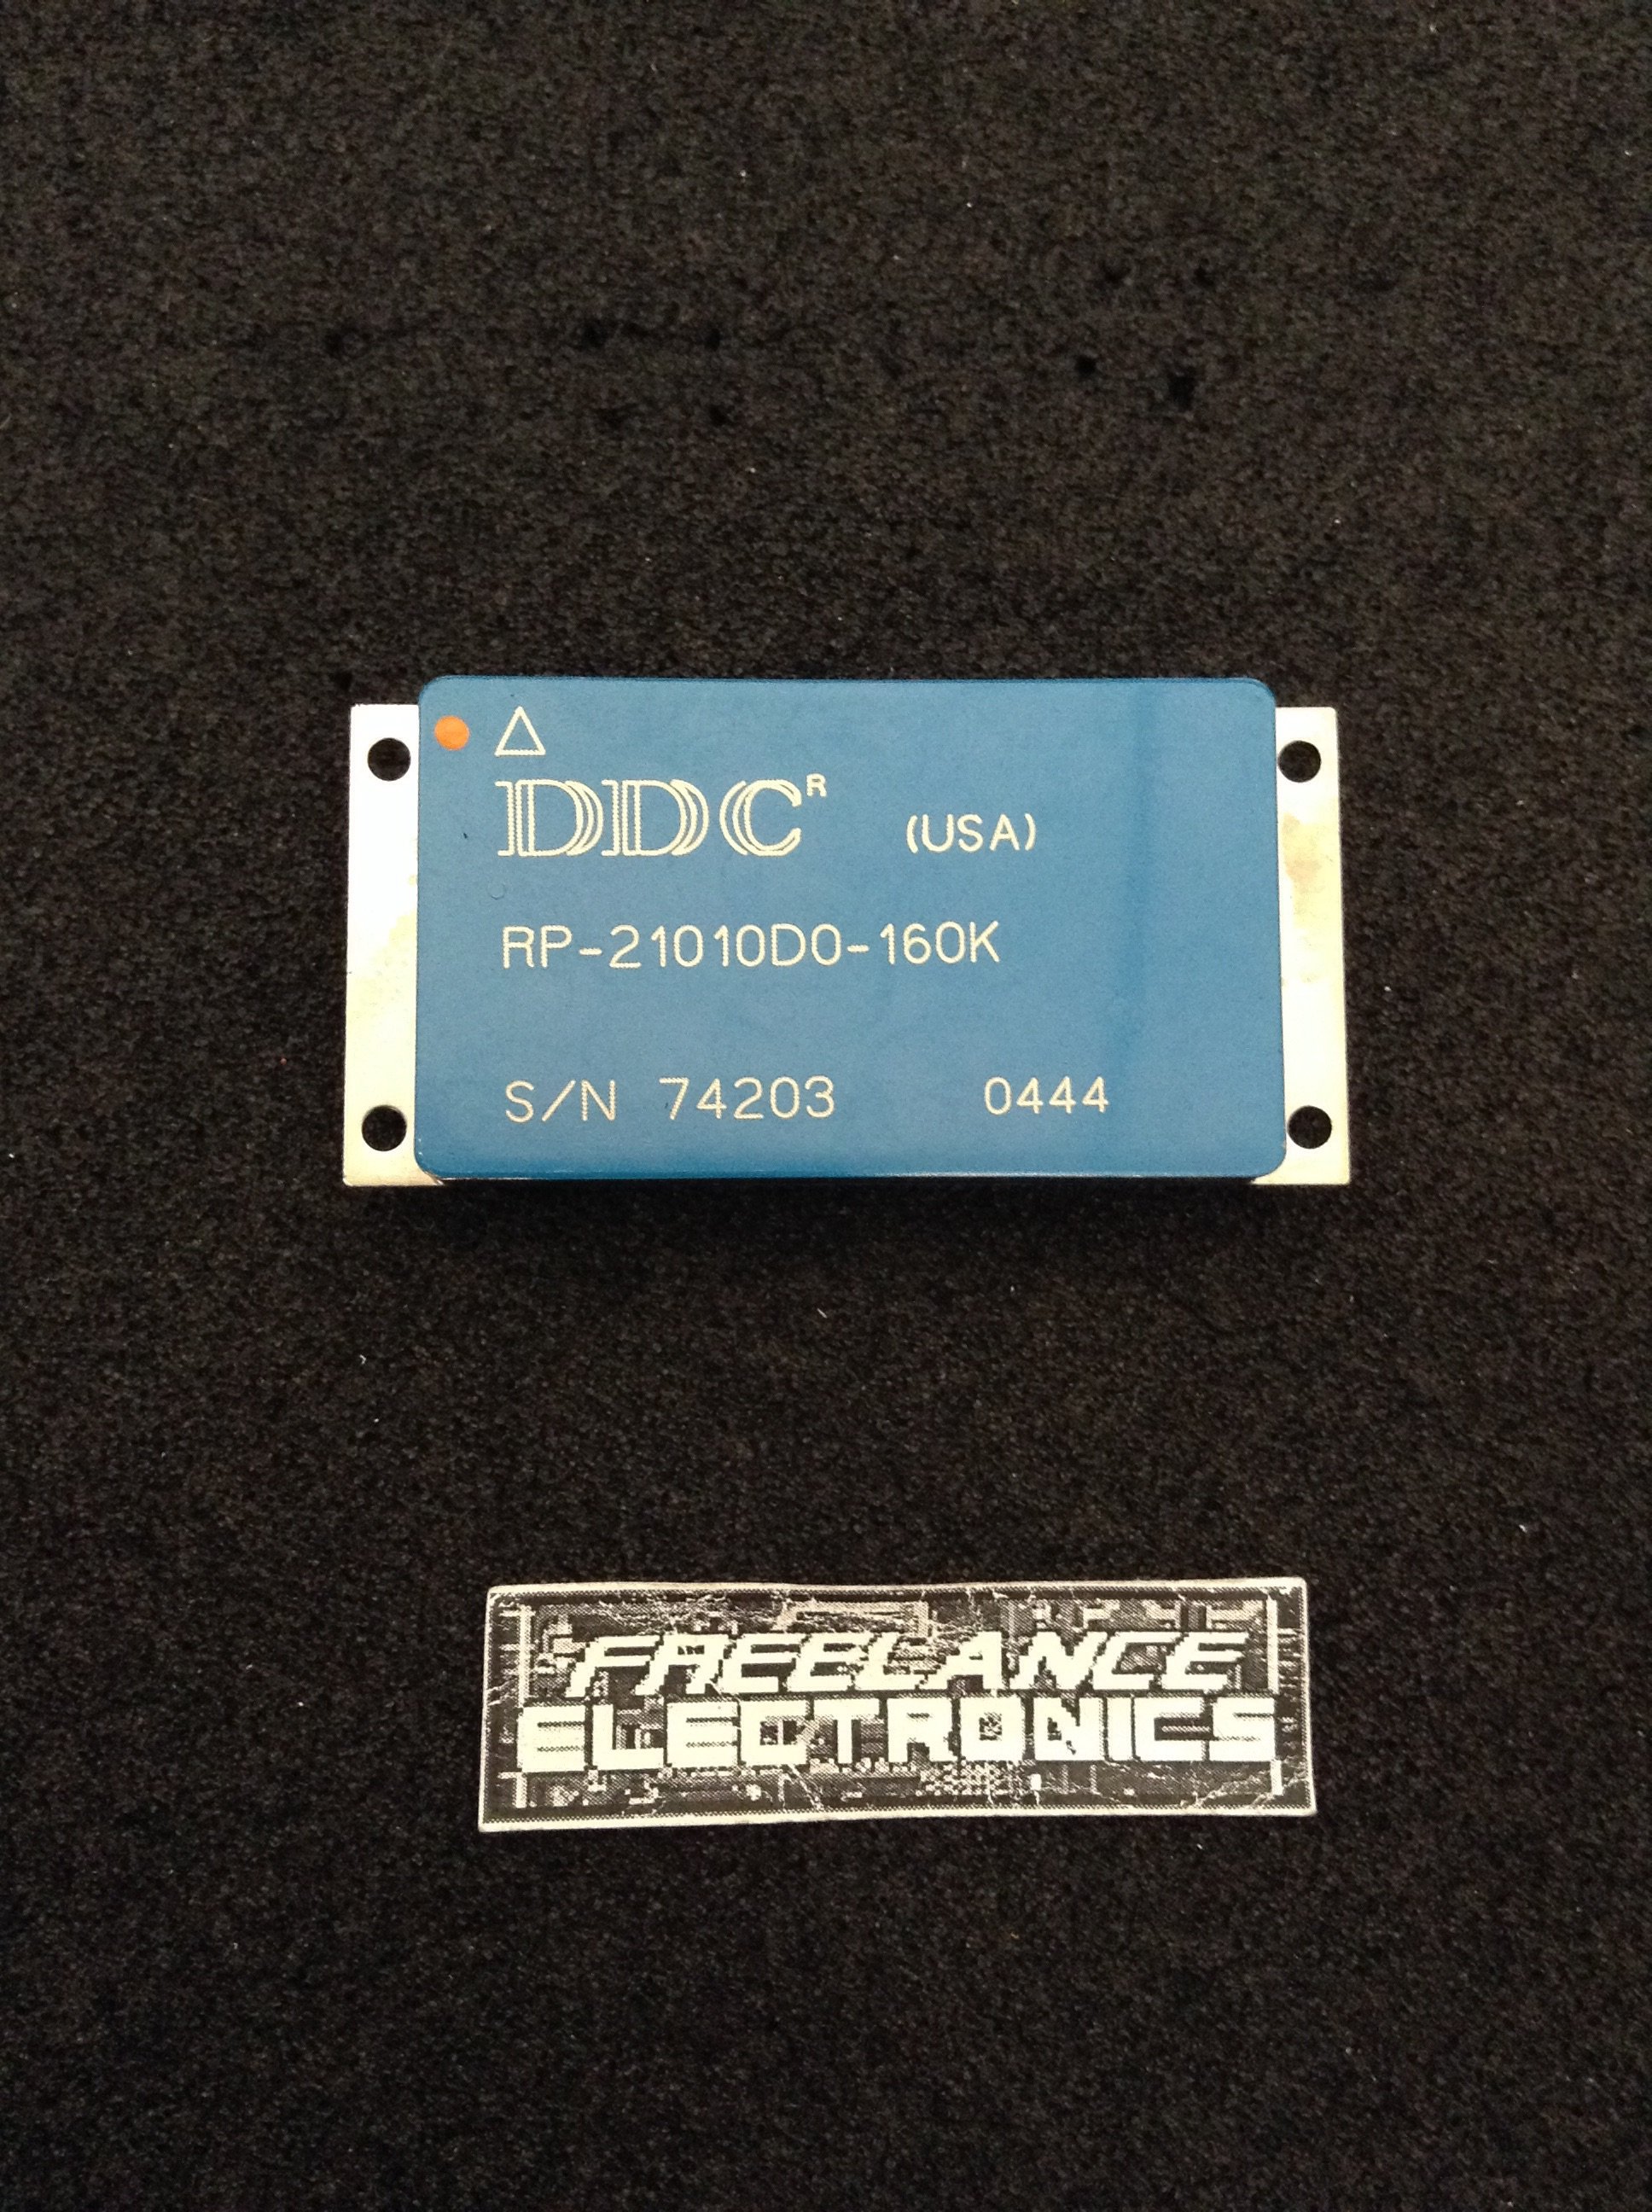 DDC R (USA)
RP-21010D0-160K
S/N 74203 0444
FREELANCE
ELECTRONICS